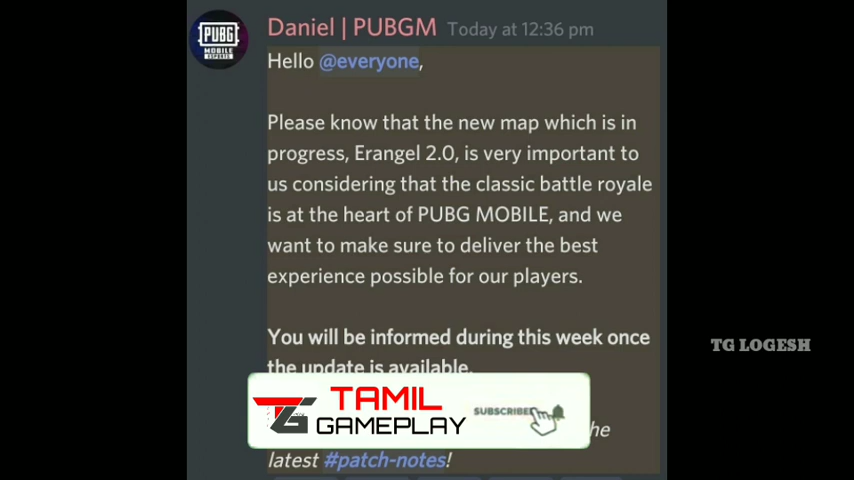 PUBG
MOBILE
ESPORTS
Daniel | PUBGM Today at 12:36 pm
Hello @everyone,
Please know that the new map which is in
progress, Erangel 2.0, is very important to
us considering that the classic battle royale
is at the heart of PUBG MOBILE, and we
want to make sure to deliver the best
experience possible for our players.
You will be informed during this week once
the update is available.
TG LOGESH
TG TAMIL
GAMEPLAY
SUBSCRIBE
he
latest #patch-notes!